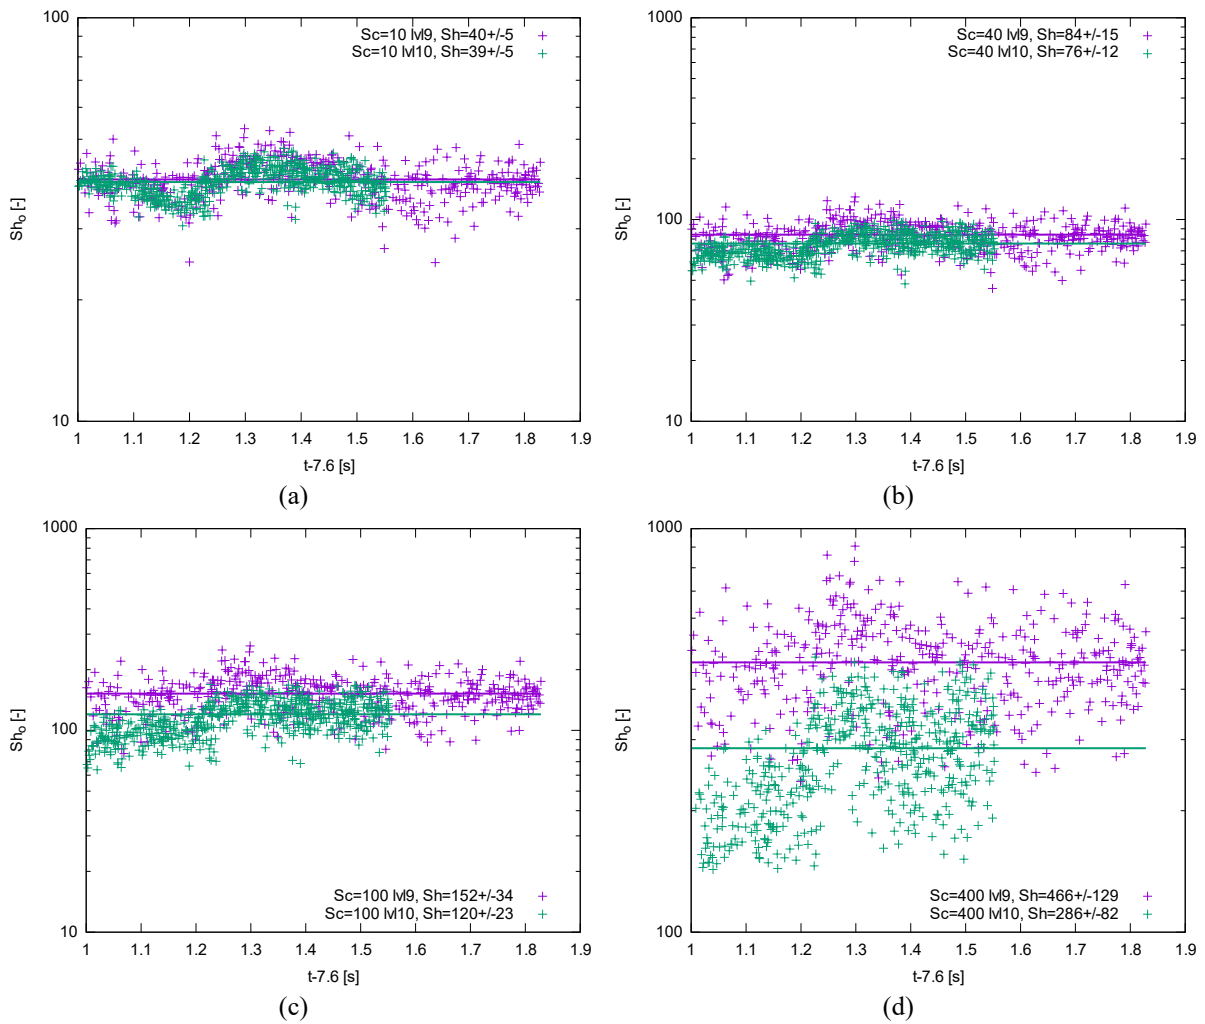 100
10
Sh₀ [-]
Sc=10 lvl9, Sh=40+/-5
Sc=10 lvl10, Sh=39+/-5
1 1.1 1.2 1.3 1.4 1.5 1.6 1.7 1.8 1.9
t-7.6 [s]
(a)
1000
100
10
Sh₀ [-]
Sc=40 lvl9, Sh=84+/-15
Sc=40 lvl10, Sh=76+/-12
1 1.1 1.2 1.3 1.4 1.5 1.6 1.7 1.8 1.9
t-7.6 [s]
(b)
1000
100
10
Sh₀ [-]
Sc=100 lvl9, Sh=152+/-34
Sc=100 lvl10, Sh=120+/-23
1 1.1 1.2 1.3 1.4 1.5 1.6 1.7 1.8 1.9
t-7.6 [s]
(c)
1000
100
Sh₀ [-]
Sc=400 lvl9, Sh=466+/-129
Sc=400 lvl10, Sh=286+/-82
1 1.1 1.2 1.3 1.4 1.5 1.6 1.7 1.8 1.9
t-7.6 [s]
(d)